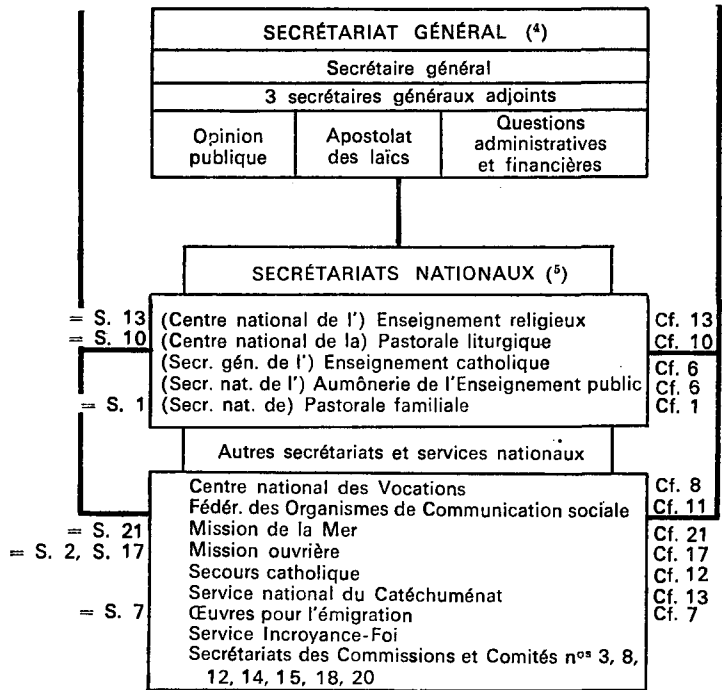 SECRÉTARIAT GÉNÉRAL (⁴)
Secrétaire général
3 secrétaires généraux adjoints
Opinion publique
Apostolat des laïcs
Questions administratives et financières
SECRÉTARIATS NATIONAUX (⁵)
= S. 13 (Centre national de l') Enseignement religieux Cf. 13
= S. 10 (Centre national de la) Pastorale liturgique Cf. 10
(Secr. gén. de l') Enseignement catholique Cf. 6
(Secr. nat. de l') Aumônerie de l'Enseignement public Cf. 6
= S. 1 (Secr. nat. de) Pastorale familiale Cf. 1
Autres secrétariats et services nationaux
Centre national des Vocations Cf. 8
Fédér. des Organismes de Communication sociale Cf. 11
= S. 21 Mission de la Mer Cf. 21
= S. 2, S. 17 Mission ouvrière Cf. 17
Secours catholique Cf. 12
Service national du Catéchuménat Cf. 13
= S. 7 Œuvres pour l'émigration Cf. 7
Service Incroyance-Foi
Secrétariats des Commissions et Comités nᵒˢ 3, 8,
12, 14, 15, 18, 20